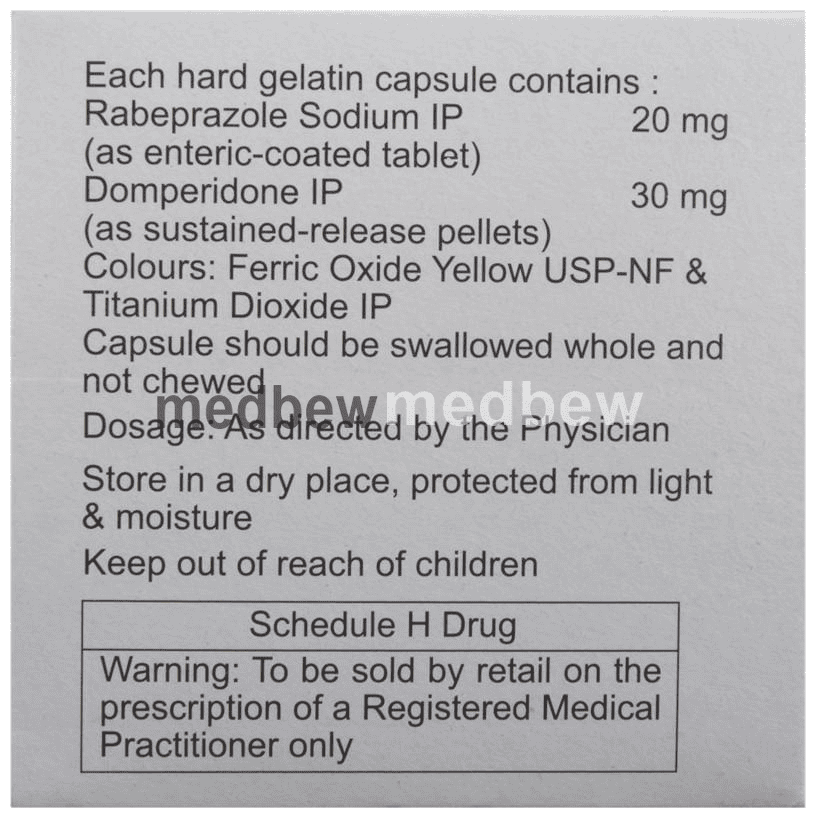 Each hard gelatin capsule contains :
Rabeprazole Sodium IP 20 mg
(as enteric-coated tablet)
Domperidone IP 30 mg
(as sustained-release pellets)
Colours: Ferric Oxide Yellow USP-NF &
Titanium Dioxide IP
Capsule should be swallowed whole and
not chewed
medbew medbew
Dosage: As directed by the Physician
Store in a dry place, protected from light
& moisture
Keep out of reach of children
Schedule H Drug
Warning: To be sold by retail on the
prescription of a Registered Medical
Practitioner only